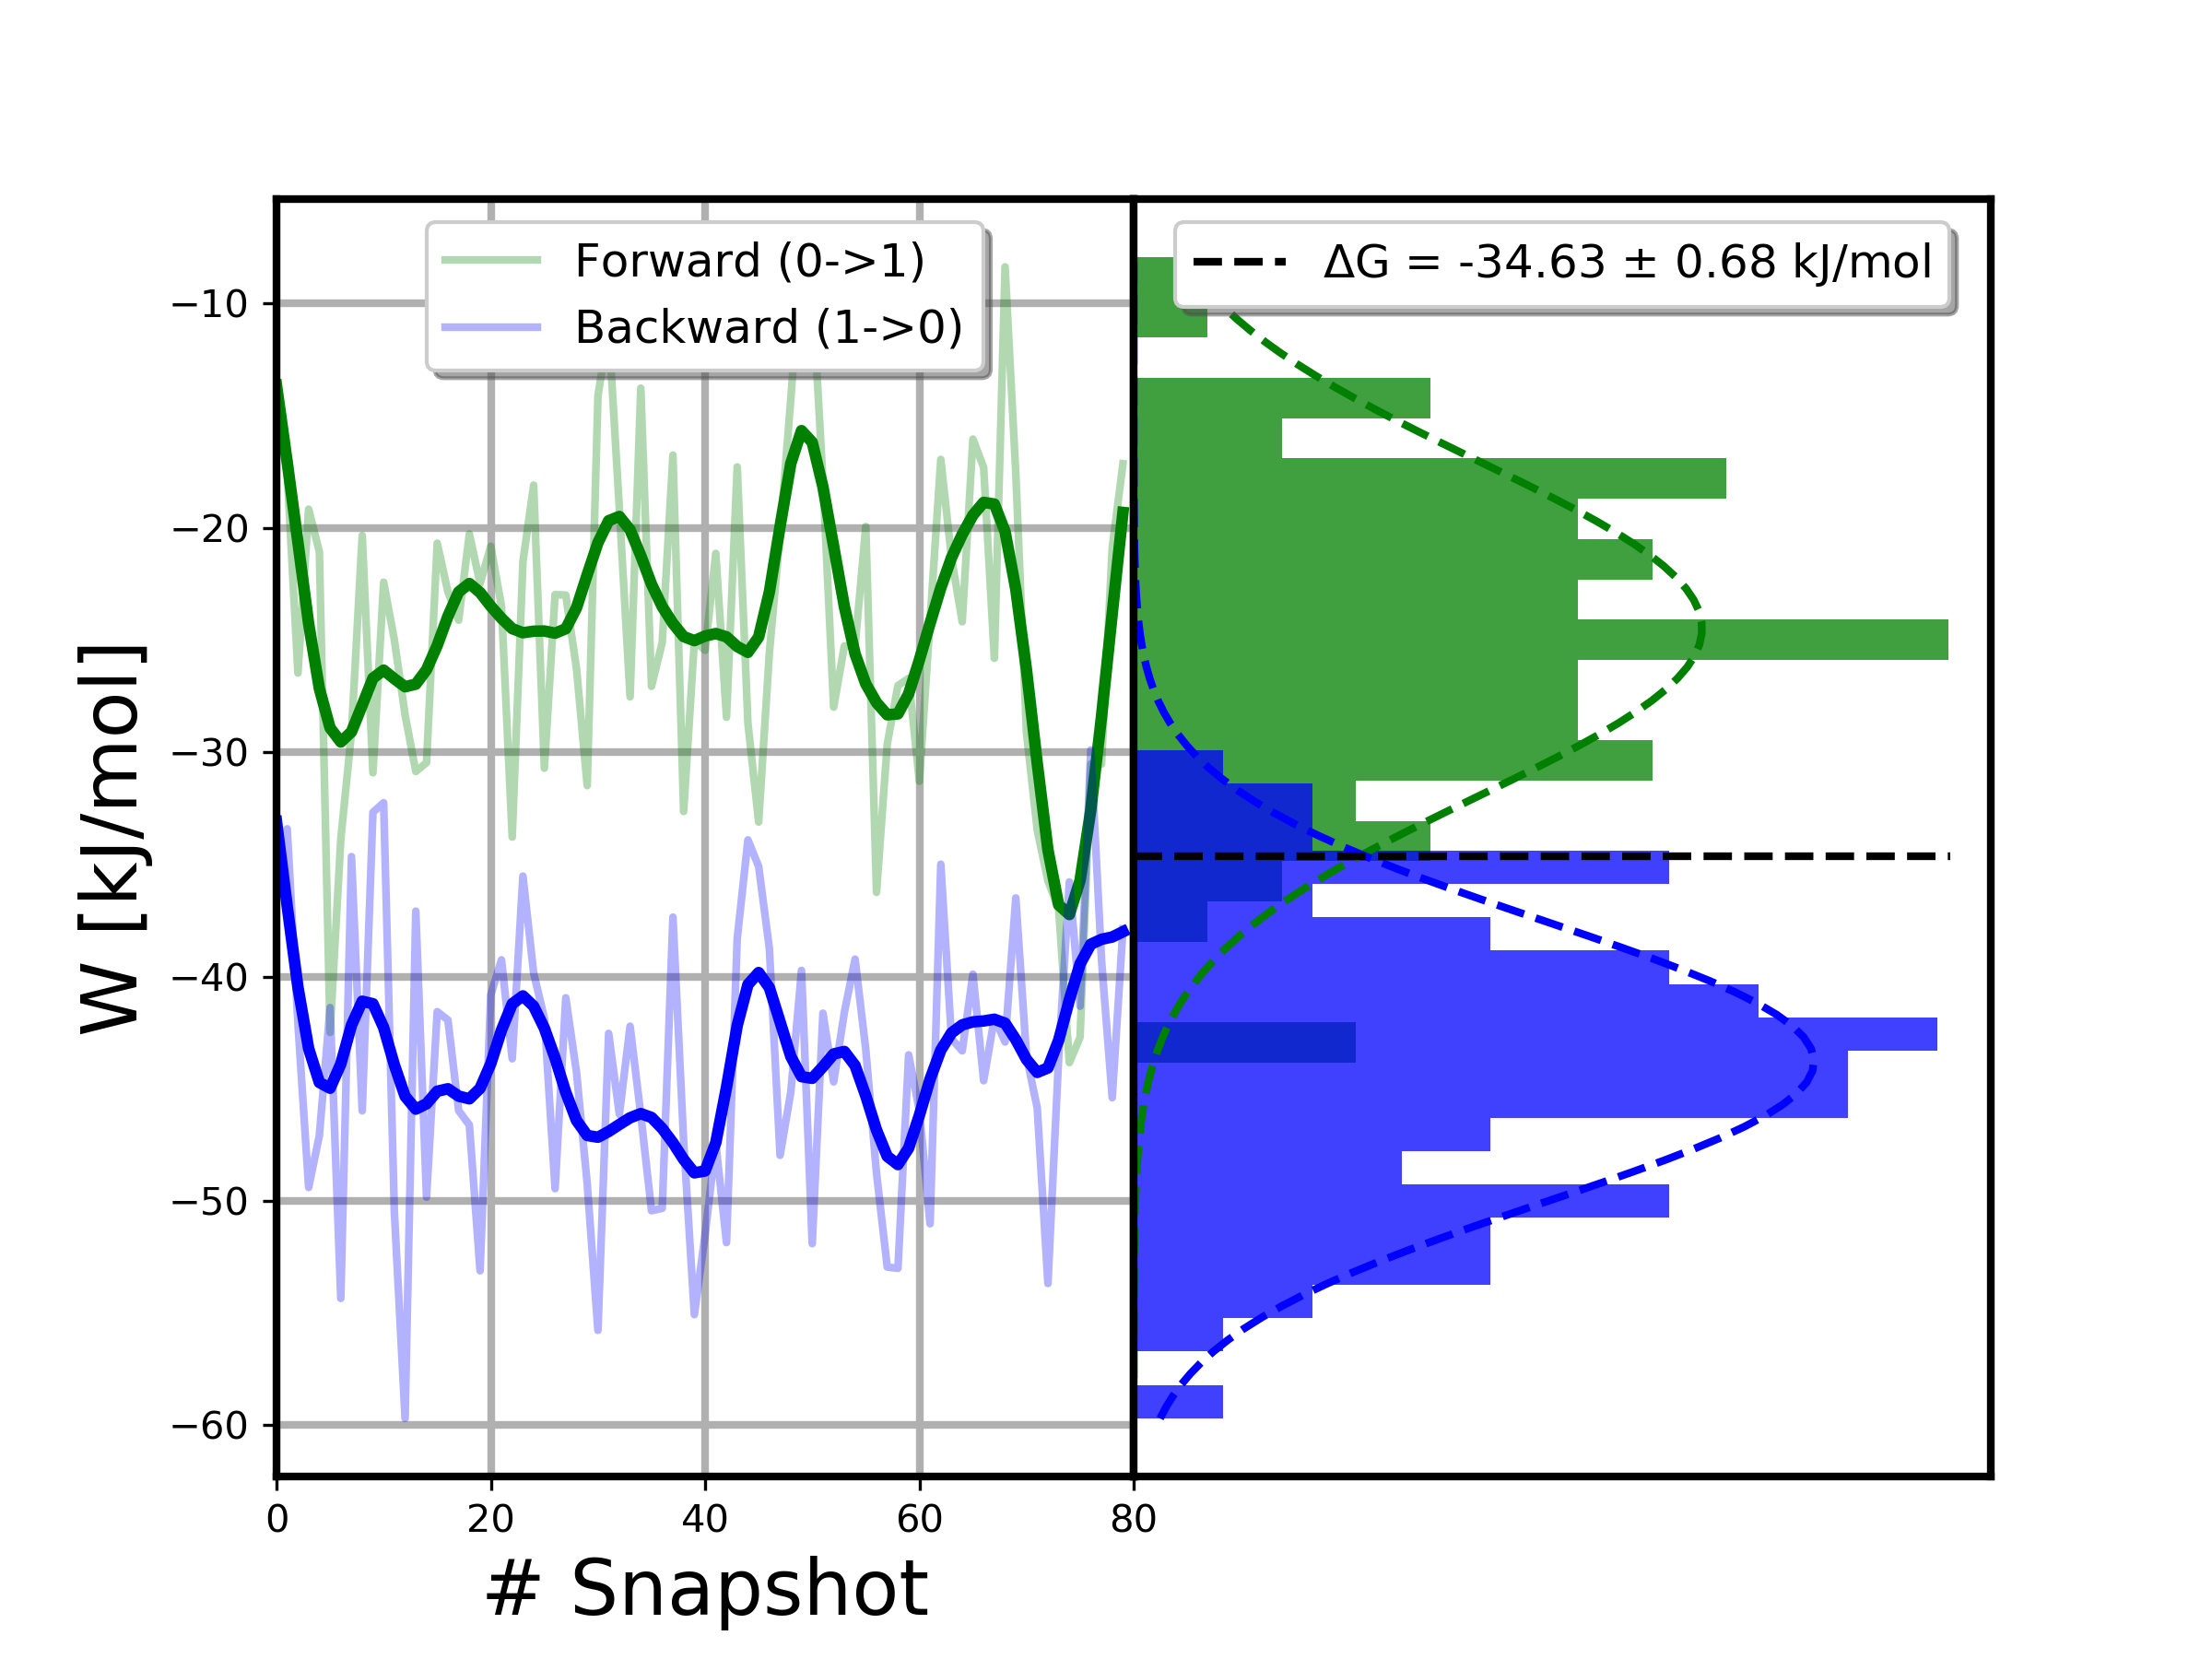 Forward (0->1)
Backward (1->0)
ΔG = -34.63 ± 0.68 kJ/mol
W [kJ/mol]
−10
−20
−30
−40
−50
−60
0 20 40 60 80
# Snapshot